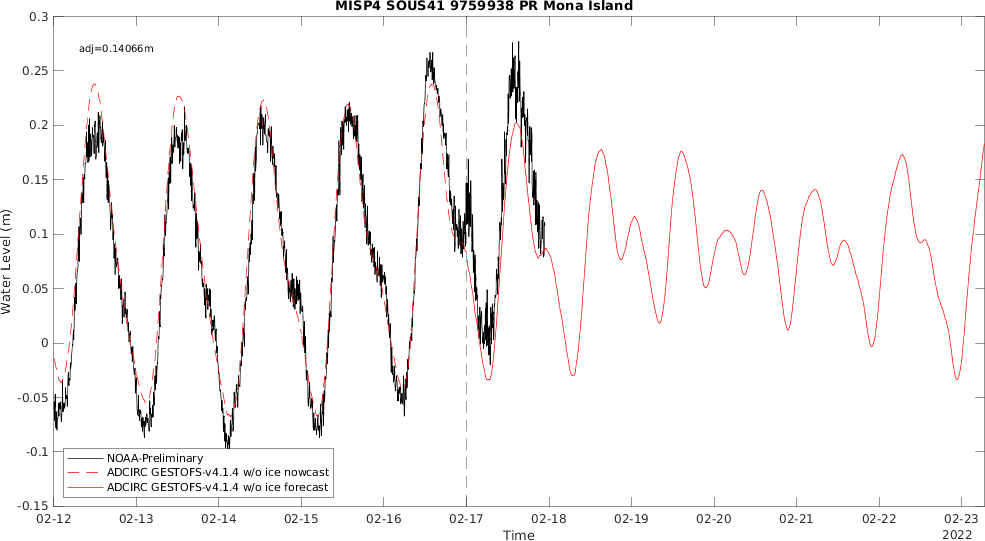 MISP4 SOUS41 9759938 PR Mona Island
adj=0.14066m
Water Level (m)
0.3
0.25
0.2
0.15
0.1
0.05
0
-0.05
-0.1
-0.15
NOAA-Preliminary
ADCIRC GESTOFS-v4.1.4 w/o ice nowcast
ADCIRC GESTOFS-v4.1.4 w/o ice forecast
02-12 02-13 02-14 02-15 02-16 02-17 02-18 02-19 02-20 02-21 02-22 02-23
Time
2022